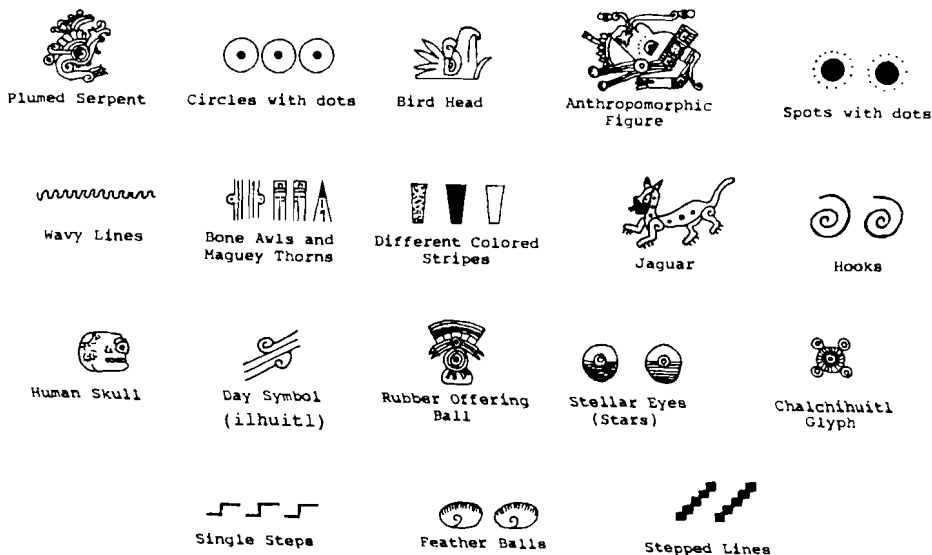 Plumed Serpent
Circles with dots
Bird Head
Anthropomorphic
Figure
Spots with dots
Wavy Lines
Bone Awls and
Maguey Thorns
Different Colored
Stripes
Jaguar
Hooks
Human Skull
Day Symbol
(ilhuitl)
Rubber Offering
Ball
Stellar Eyes
(Stars)
Chalchihuitl
Glyph
Single Steps
Feather Balls
Stepped Lines